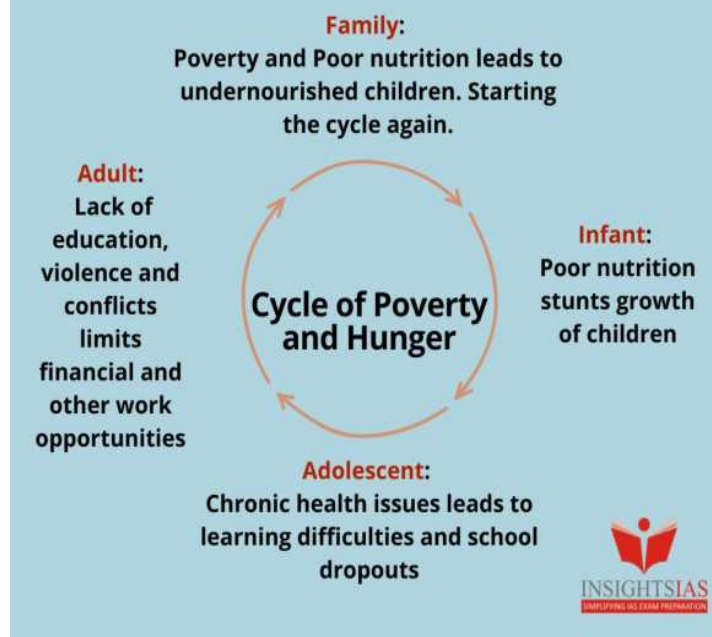 Family:
Poverty and Poor nutrition leads to
undernourished children. Starting
the cycle again.
Infant:
Poor nutrition
stunts growth
of children
Adolescent:
Chronic health issues leads to
learning difficulties and school
dropouts
Adult:
Lack of
education,
violence and
conflicts
limits
financial and
other work
opportunities
Cycle of Poverty
and Hunger
INSIGHTSIAS
SIMPLIFYING IAS EXAM PREPARATION